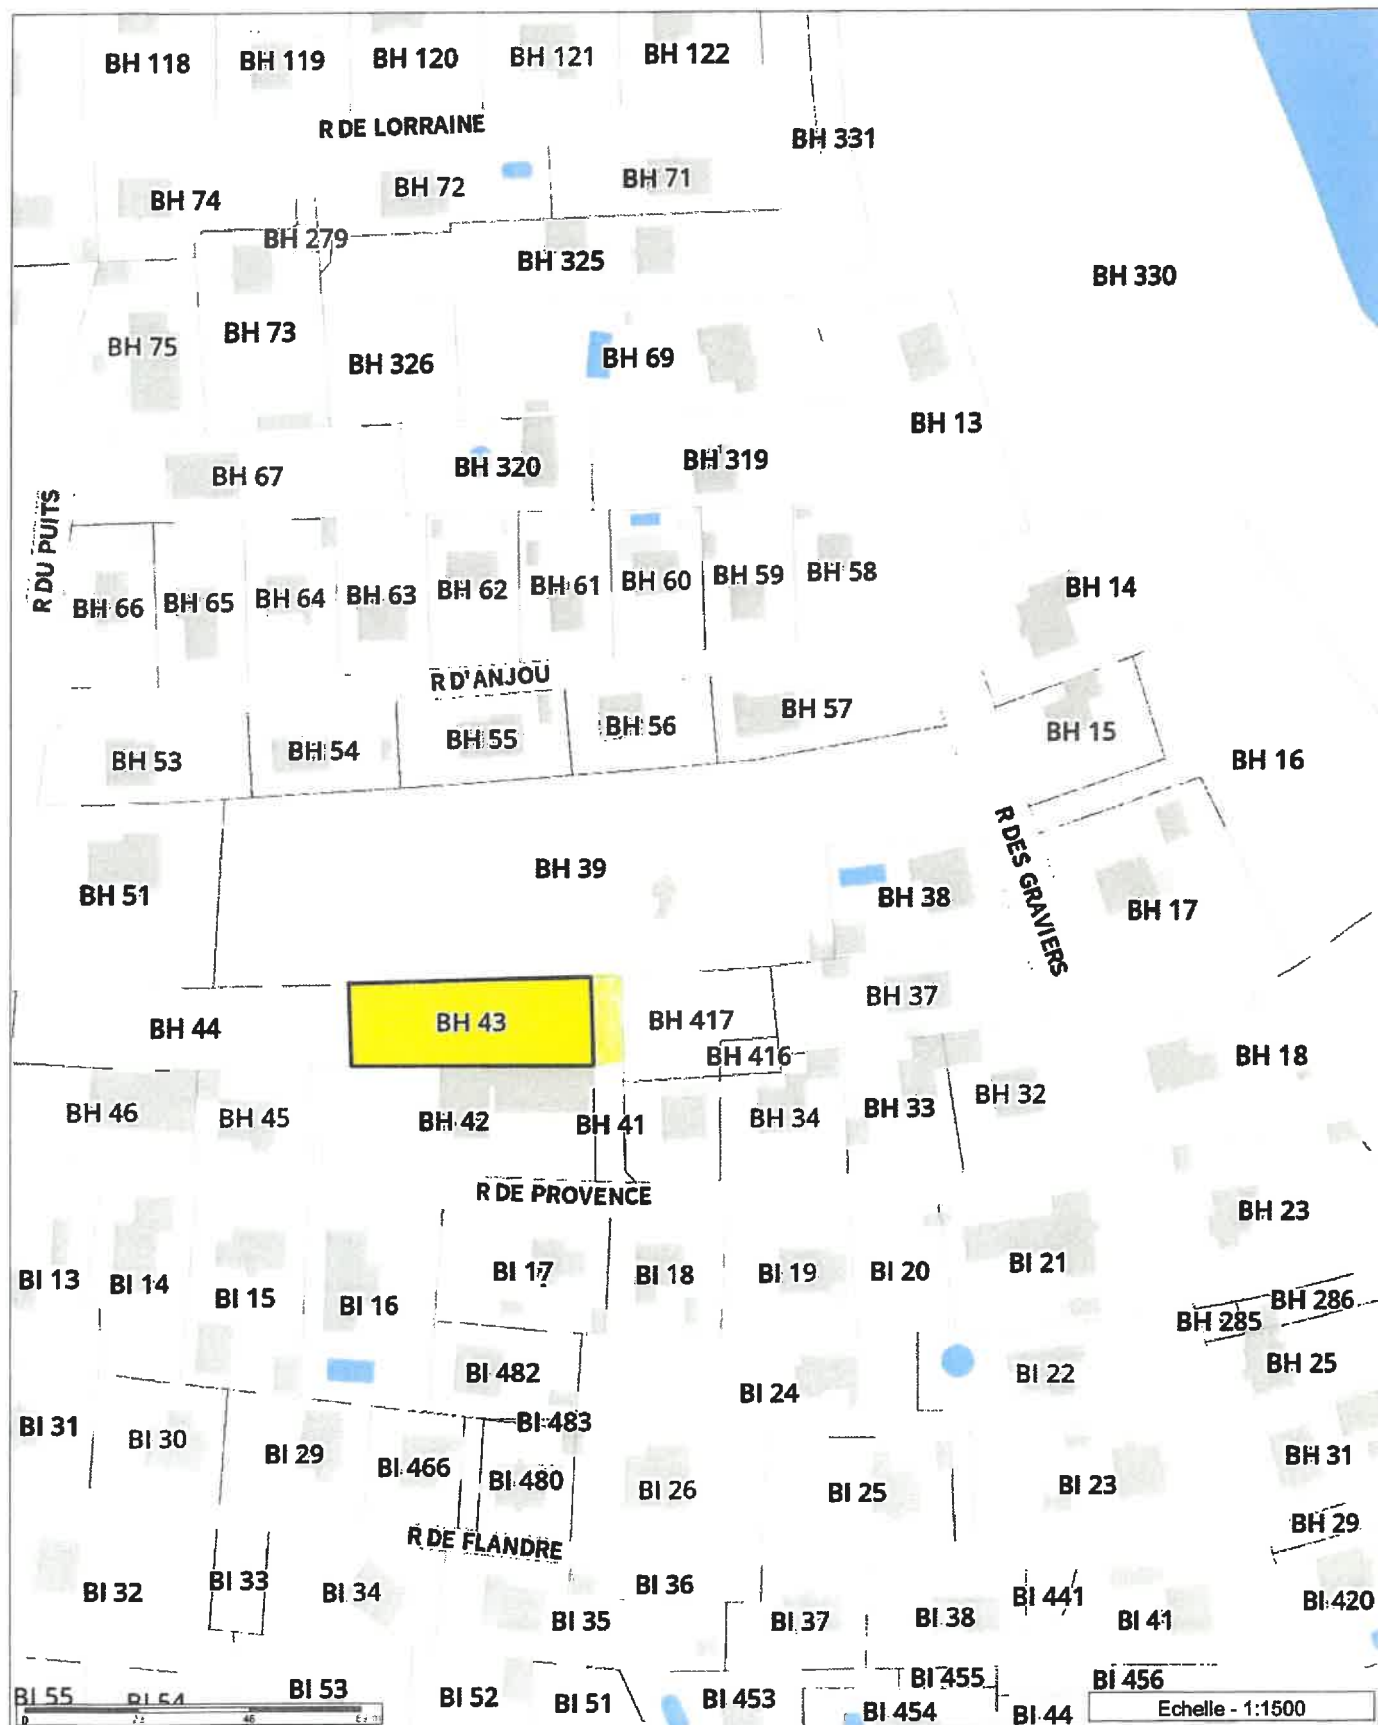 BH 118
BH 119
BH 120
BH 121
BH 122
R DE LORRAINE
BH 331
BH 74
BH 72
BH 71
BH 279
BH 325
BH 330
BH 75
BH 73
BH 326
BH 69
BH 13
BH 67
BH 320
BH 319
R DU PUITS
BH 66
BH 65
BH 64
BH 63
BH 62
BH 61
BH 60
BH 59
BH 58
BH 14
R D'ANJOU
BH 53
BH 54
BH 55
BH 56
BH 57
BH 15
BH 16
BH 51
BH 39
BH 38
R DES GRAVIERS
BH 17
BH 44
BH 43
BH 417
BH 37
BH 416
BH 18
BH 46
BH 45
BH 42
BH 41
BH 34
BH 33
BH 32
R DE PROVENCE
BH 23
BI 13
BI 14
BI 15
BI 16
BI 17
BI 18
BI 19
BI 20
BI 21
BH 286
BH 285
BH 25
BI 482
BI 24
BI 22
BI 31
BI 30
BI 29
BI 466
BI 483
BI 480
BI 26
BI 25
BI 23
BH 31
BH 29
R DE FLANDRE
BI 32
BI 33
BI 34
BI 36
BI 35
BI 37
BI 38
BI 441
BI 41
BI 420
BI 55
BI 54
BI 53
BI 52
BI 51
BI 453
BI 454
BI 455
BI 44
BI 456
0
46
Echelle - 1:1500